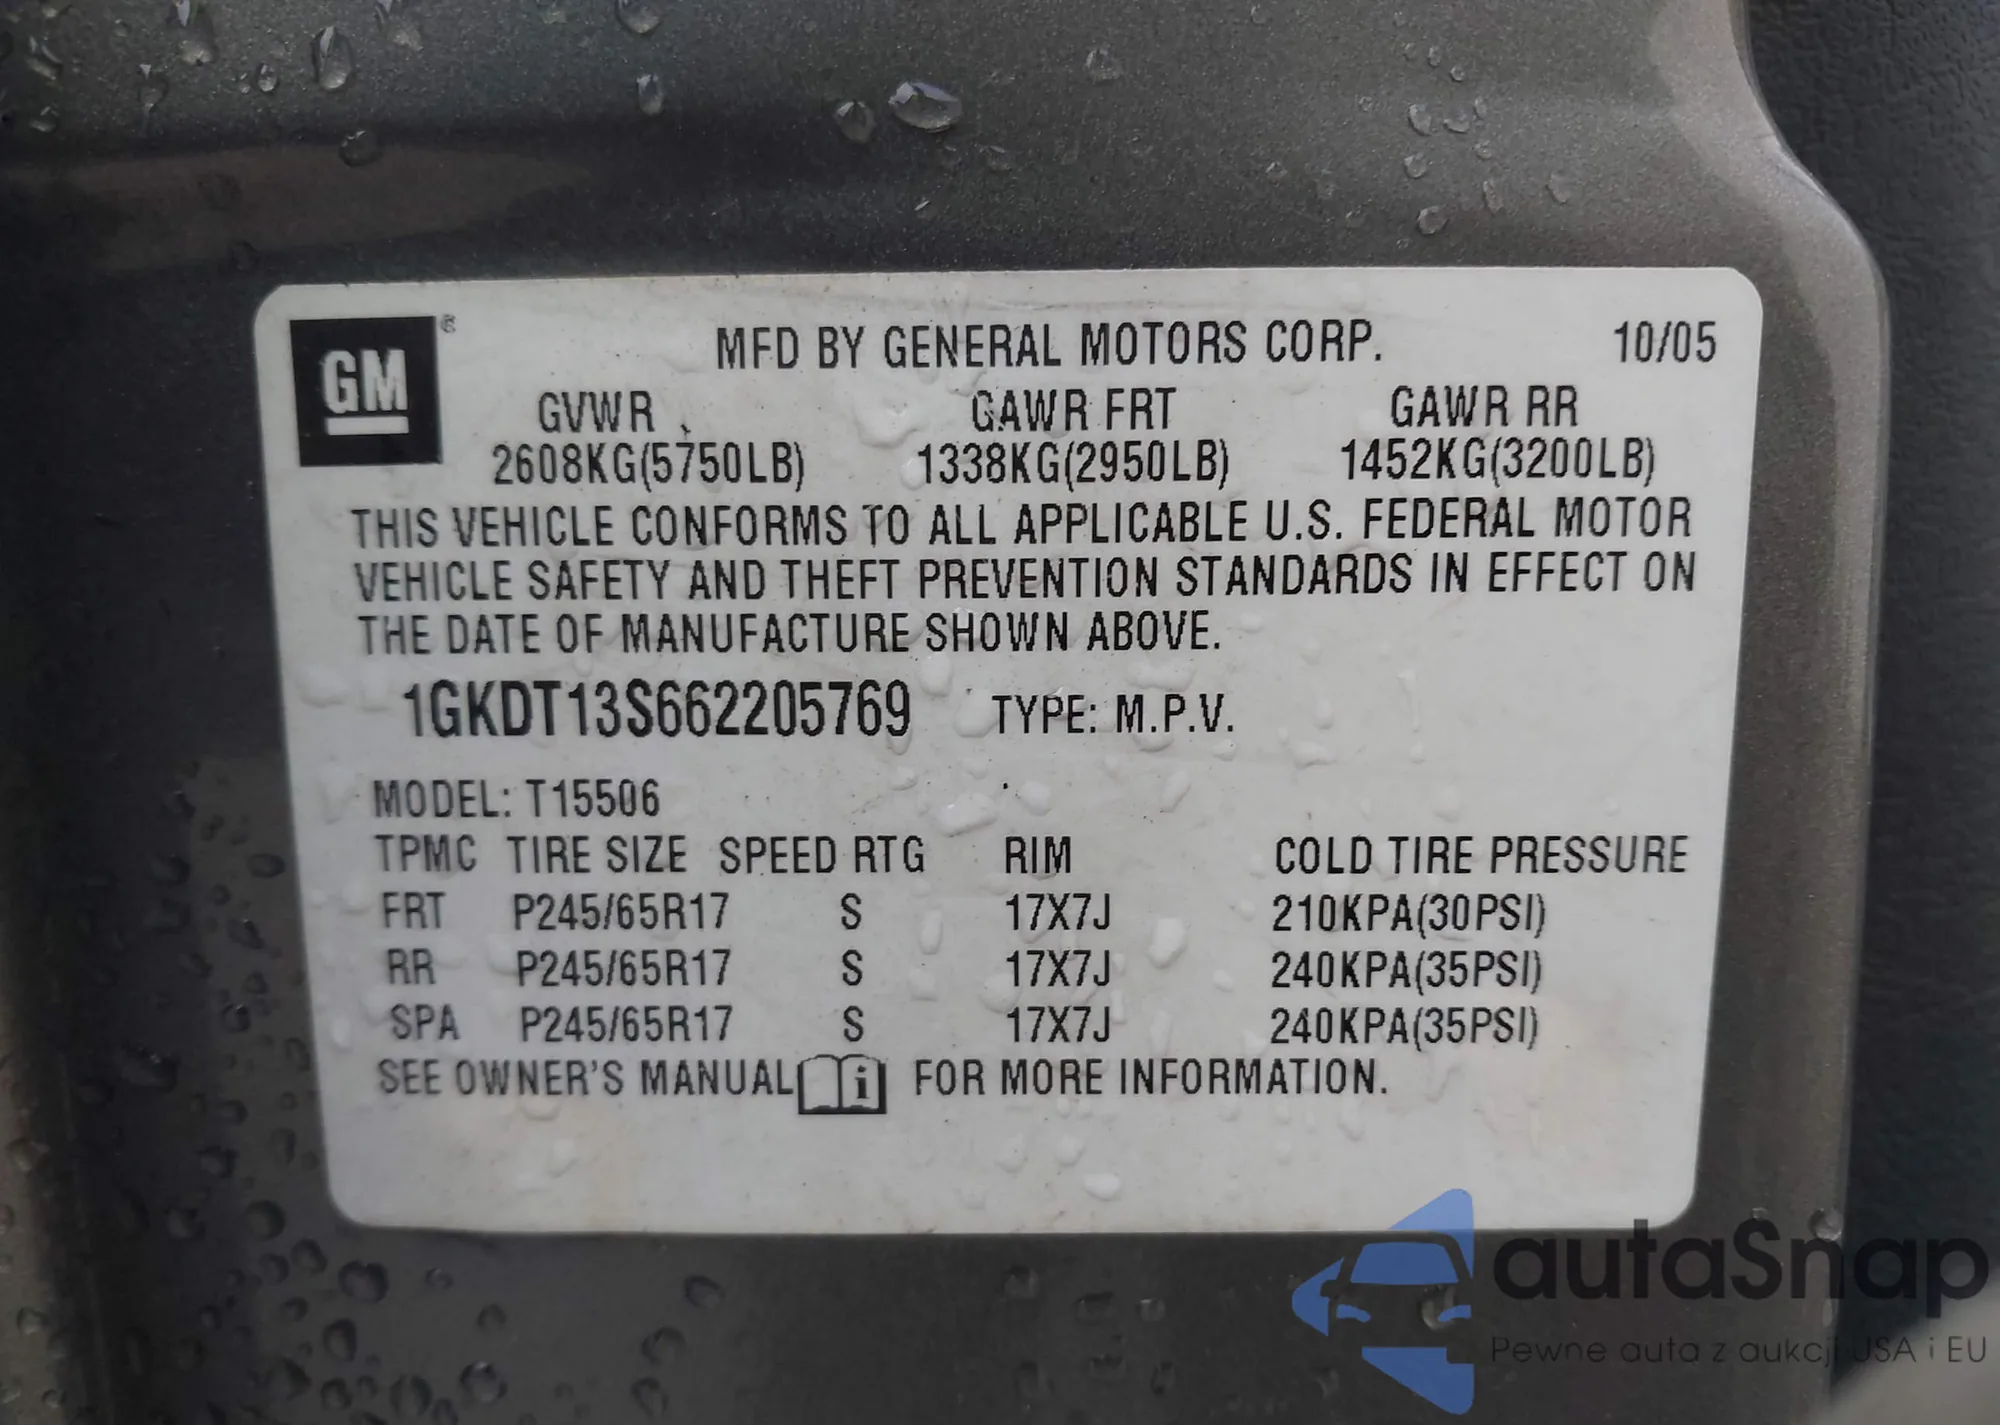 GM®
MFD BY GENERAL MOTORS CORP. 10/05
GVWR GAWR FRT GAWR RR
2608KG(5750LB) 1338KG(2950LB) 1452KG(3200LB)
THIS VEHICLE CONFORMS TO ALL APPLICABLE U.S. FEDERAL MOTOR
VEHICLE SAFETY AND THEFT PREVENTION STANDARDS IN EFFECT ON
THE DATE OF MANUFACTURE SHOWN ABOVE.
1GKDT13S662205769 TYPE: M.P.V.
MODEL: T15506
TPMC TIRE SIZE SPEED RTG RIM COLD TIRE PRESSURE
FRT P245/65R17 S 17X7J 210KPA(30PSI)
RR P245/65R17 S 17X7J 240KPA(35PSI)
SPA P245/65R17 S 17X7J 240KPA(35PSI)
SEE OWNER'S MANUAL i FOR MORE INFORMATION.
autaSnap
Pewne auta z aukcji USA i EU